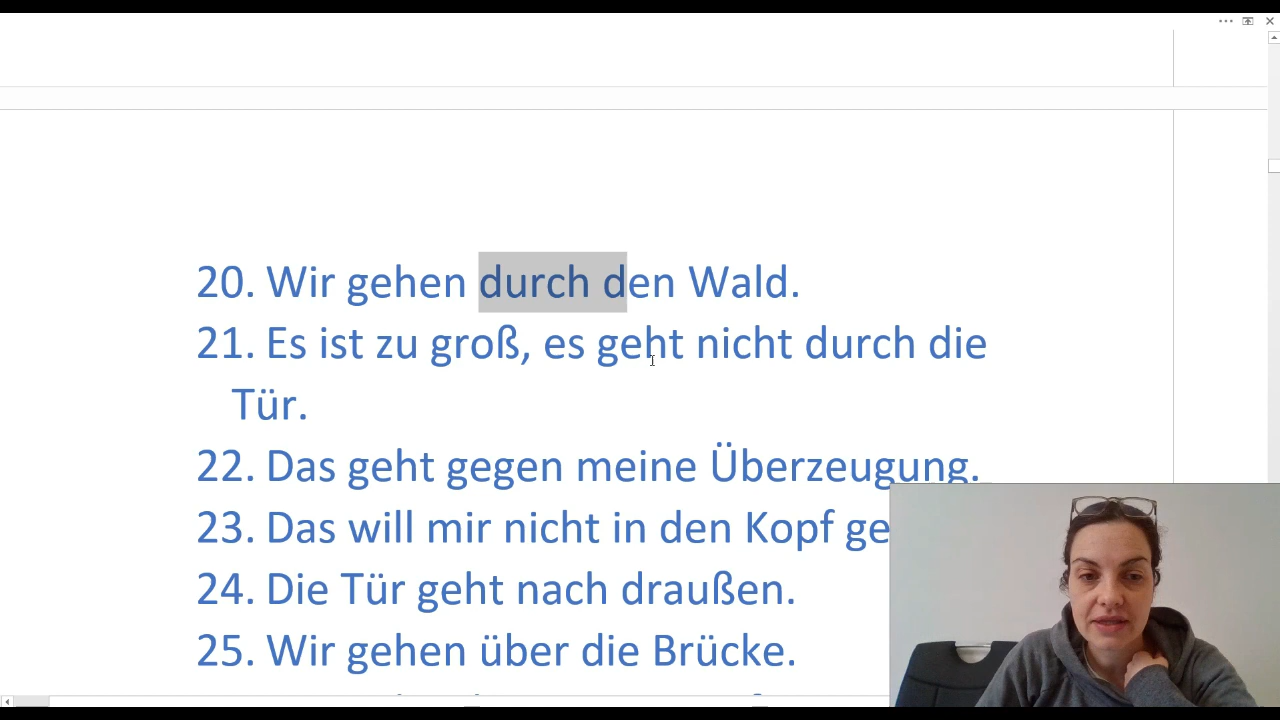 20. Wir gehen durch den Wald.
21. Es ist zu groß, es geht nicht durch die
Tür.
22. Das geht gegen meine Überzeugung.
23. Das will mir nicht in den Kopf ge
24. Die Tür geht nach draußen.
25. Wir gehen über die Brücke.